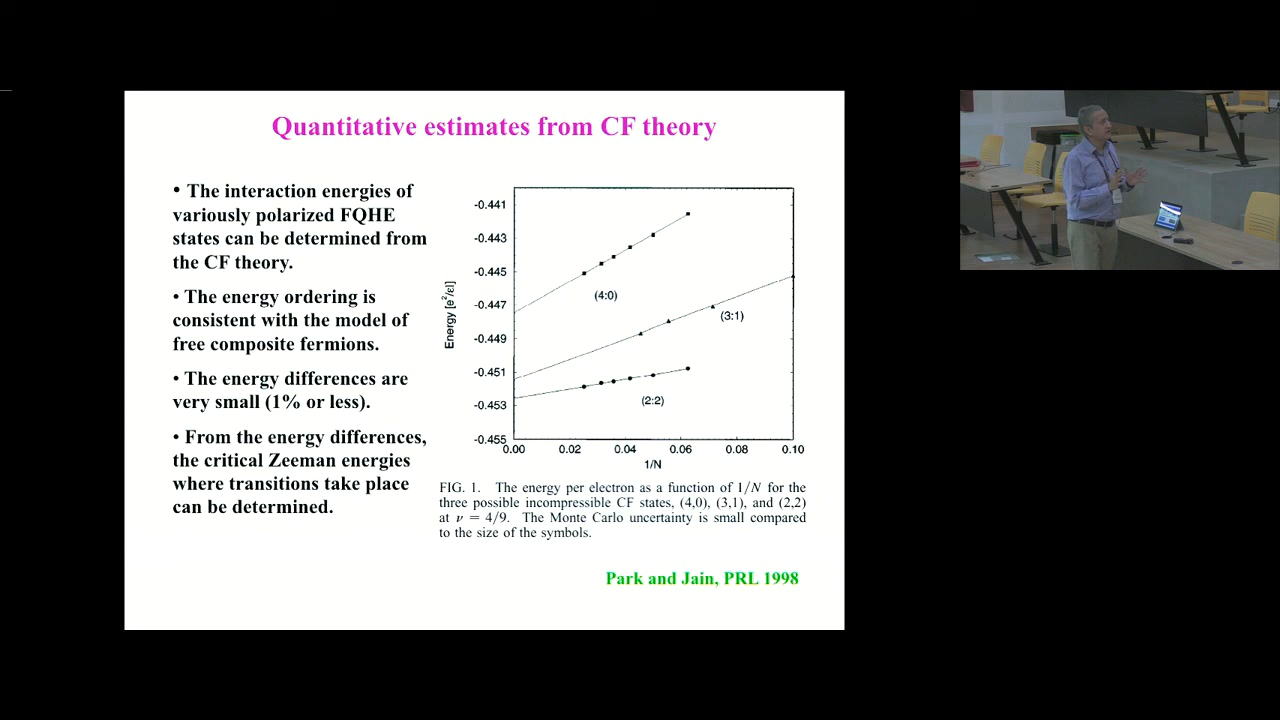 Quantitative estimates from CF theory
• The interaction energies of
variously polarized FQHE
states can be determined from
the CF theory.
• The energy ordering is
consistent with the model of
free composite fermions.
• The energy differences are
very small (1% or less).
• From the energy differences,
the critical Zeeman energies
where transitions take place
can be determined.
Energy [e²/εl]
-0.441
-0.443
-0.445
-0.447
-0.449
-0.451
-0.453
-0.455
(4:0)
(3:1)
(2:2)
0.00 0.02 0.04 0.06 0.08 0.10
1/N
FIG. 1. The energy per electron as a function of 1/N for the
three possible incompressible CF states, (4,0), (3,1), and (2,2)
at ν = 4/9. The Monte Carlo uncertainty is small compared
to the size of the symbols.
Park and Jain, PRL 1998